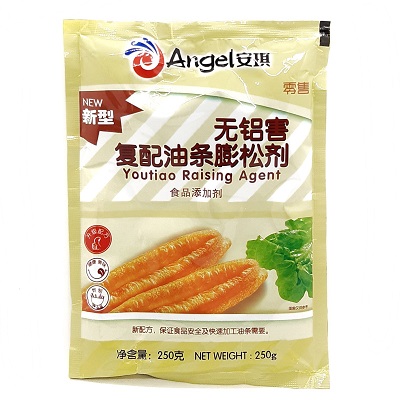 Angel安琪
零售
NEW
新型
无铝害
复配油条膨松剂
Youtiao Raising Agent
食品添加剂
新配方，保证食品安全及快速加工油条需要。
净含量：250克 NET WEIGHT : 250g